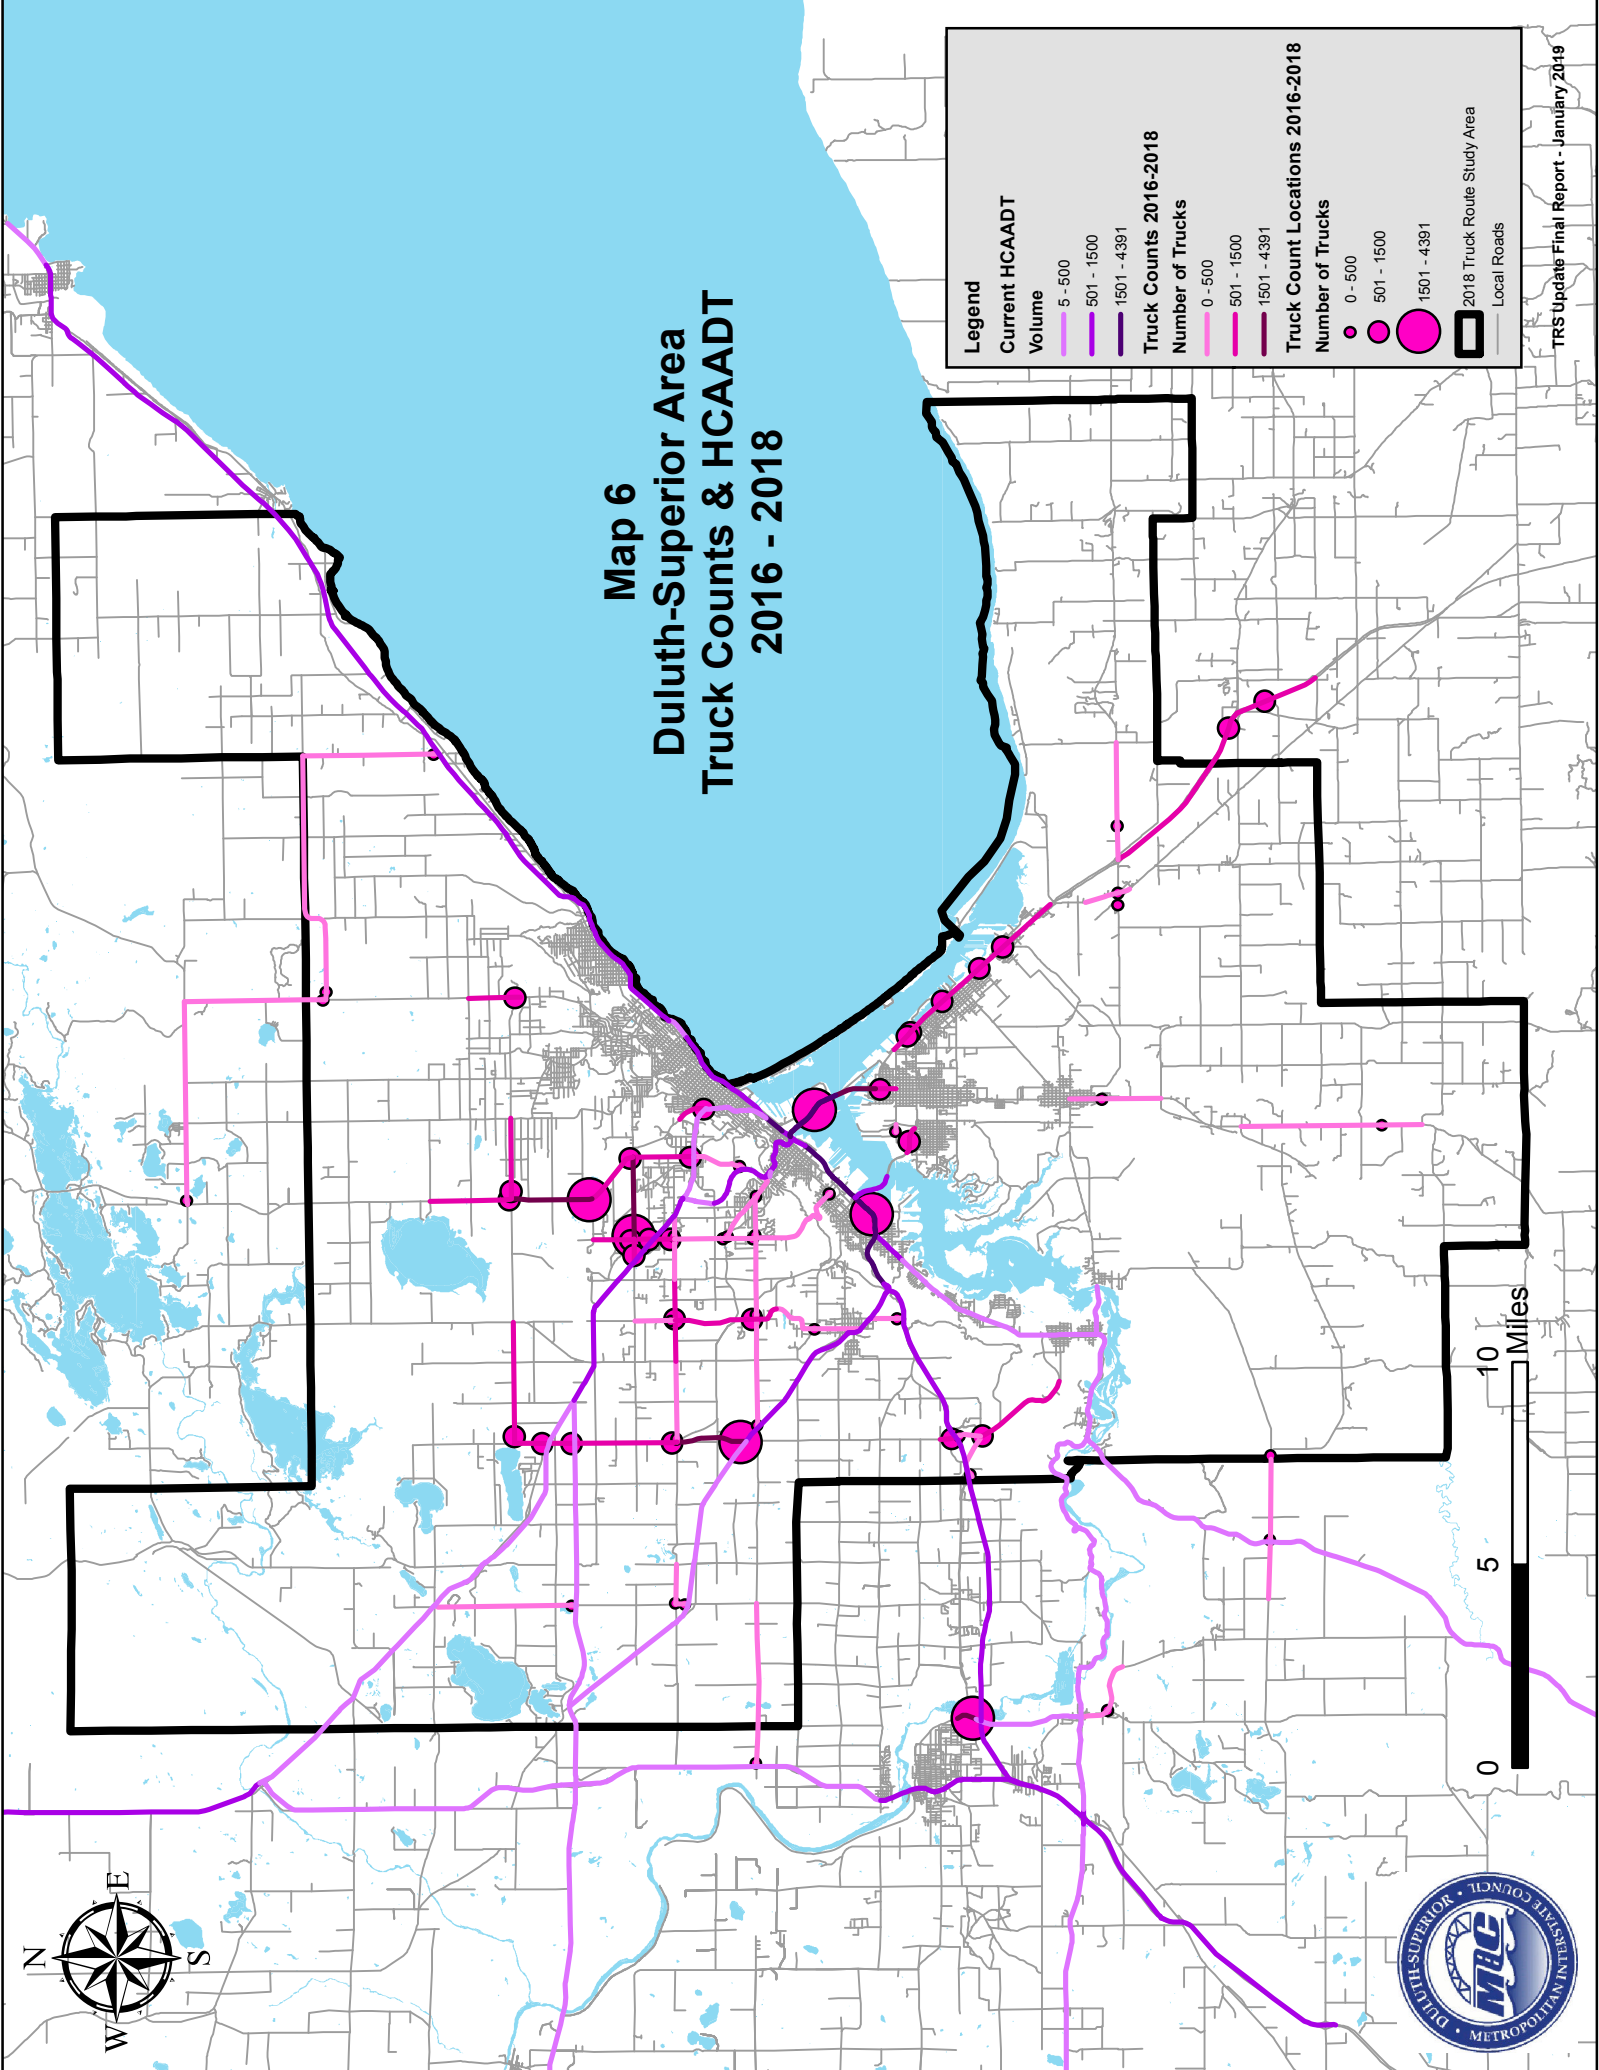 Map 6
Duluth-Superior Area
Truck Counts & HCAADT
2016 - 2018
Legend
Current HCAADT
Volume
5 - 500
501 - 1500
1501 - 4391
Truck Counts 2016-2018
Number of Trucks
0 - 500
501 - 1500
1501 - 4391
Truck Count Locations 2016-2018
Number of Trucks
0 - 500
501 - 1500
1501 - 4391
2018 Truck Route Study Area
Local Roads
TRS Update Final Report - January 2019
N
W
E
S
0
5
10
Miles
DULUTH-SUPERIOR
MIC
METROPOLITAN INTERSTATE COUNCIL